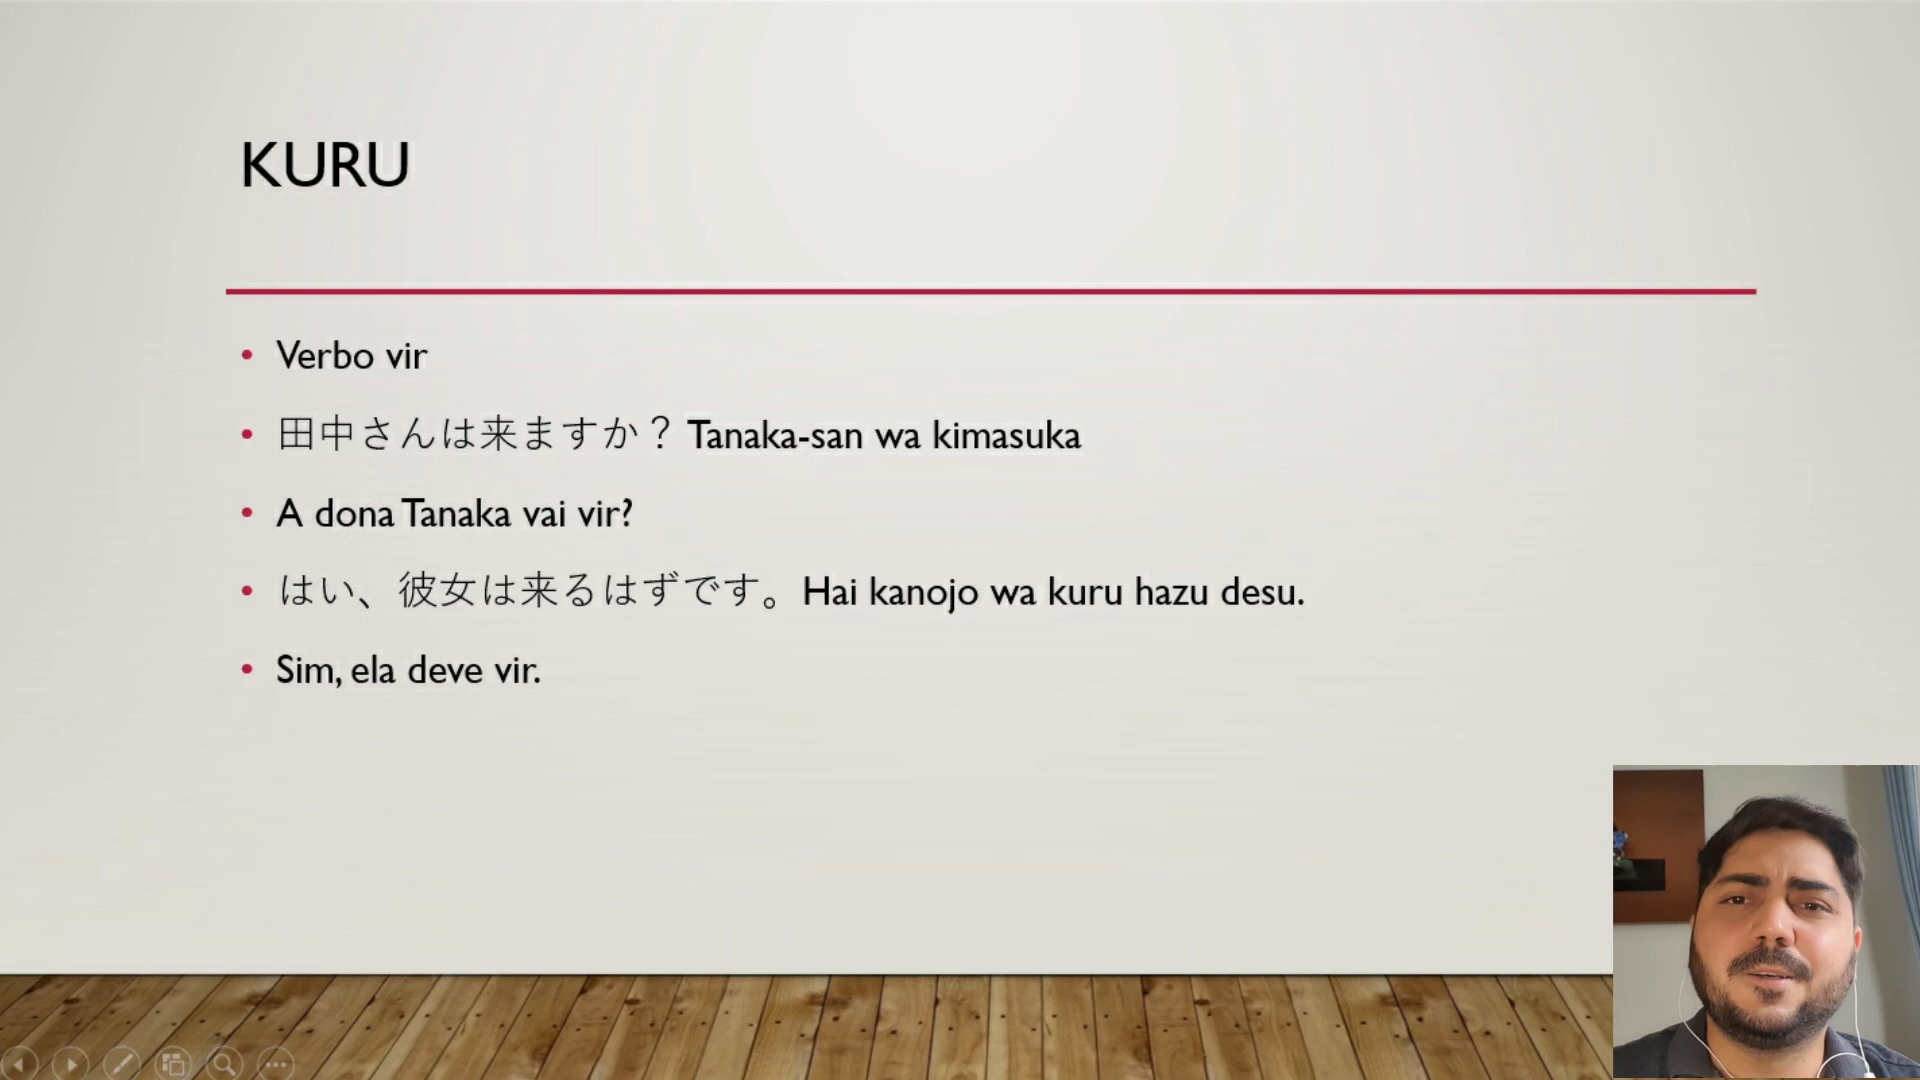 KURU
• Verbo vir
• 田中さんは来ますか？ Tanaka-san wa kimasuka
• A dona Tanaka vai vir?
• はい、彼女は来るはずです。Hai kanojo wa kuru hazu desu.
• Sim, ela deve vir.